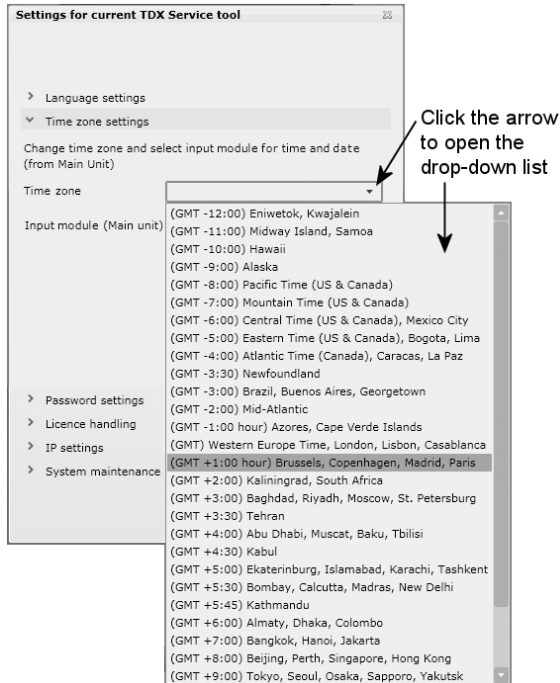 Settings for current TDX Service tool
Language settings
Time zone settings
Click the arrow
to open the
drop-down list
Change time zone and select input module for time and date
(from Main Unit)
Time zone
Input module (Main unit)
(GMT -12:00) Eniwetok, Kwajalein
(GMT -11:00) Midway Island, Samoa
(GMT -10:00) Hawaii
(GMT -9:00) Alaska
(GMT -8:00) Pacific Time (US & Canada)
(GMT -7:00) Mountain Time (US & Canada)
(GMT -6:00) Central Time (US & Canada), Mexico City
(GMT -5:00) Eastern Time (US & Canada), Bogota, Lima
(GMT -4:00) Atlantic Time (Canada), Caracas, La Paz
(GMT -3:30) Newfoundland
(GMT -3:00) Brazil, Buenos Aires, Georgetown
(GMT -2:00) Mid-Atlantic
(GMT -1:00 hour) Azores, Cape Verde Islands
(GMT) Western Europe Time, London, Lisbon, Casablanca
(GMT +1:00 hour) Brussels, Copenhagen, Madrid, Paris
(GMT +2:00) Kaliningrad, South Africa
(GMT +3:00) Baghdad, Riyadh, Moscow, St. Petersburg
(GMT +3:30) Tehran
(GMT +4:00) Abu Dhabi, Muscat, Baku, Tbilisi
(GMT +4:30) Kabul
(GMT +5:00) Ekaterinburg, Islamabad, Karachi, Tashkent
(GMT +5:30) Bombay, Calcutta, Madras, New Delhi
(GMT +5:45) Kathmandu
(GMT +6:00) Almaty, Dhaka, Colombo
(GMT +7:00) Bangkok, Hanoi, Jakarta
(GMT +8:00) Beijing, Perth, Singapore, Hong Kong
(GMT +9:00) Tokyo, Seoul, Osaka, Sapporo, Yakutsk
Password settings
Licence handling
IP settings
System maintenance